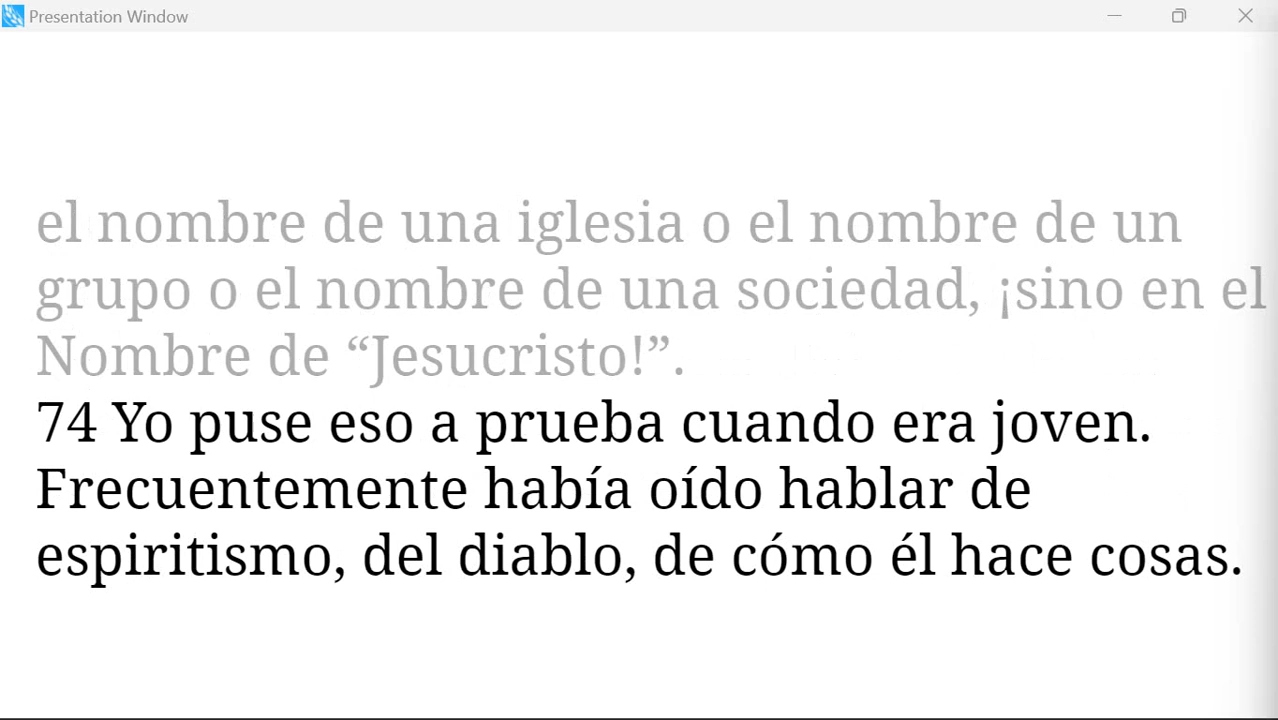 Presentation Window
el nombre de una iglesia o el nombre de un
grupo o el nombre de una sociedad, ¡sino en el
Nombre de “Jesucristo!”.
74 Yo puse eso a prueba cuando era joven.
Frecuentemente había oído hablar de
espiritismo, del diablo, de cómo él hace cosas.